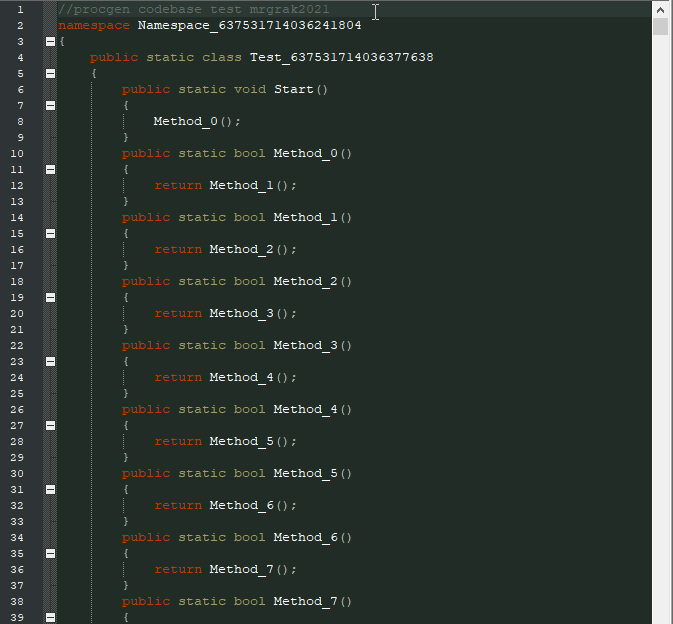 1 //procgen codebase test mrgrak2021
2 namespace Namespace_637531714036241804
3 {
4 public static class Test_637531714036377638
5 {
6 public static void Start()
7 {
8 Method_0();
9 }
10 public static bool Method_0()
11 {
12 return Method_1();
13 }
14 public static bool Method_1()
15 {
16 return Method_2();
17 }
18 public static bool Method_2()
19 {
20 return Method_3();
21 }
22 public static bool Method_3()
23 {
24 return Method_4();
25 }
26 public static bool Method_4()
27 {
28 return Method_5();
29 }
30 public static bool Method_5()
31 {
32 return Method_6();
33 }
34 public static bool Method_6()
35 {
36 return Method_7();
37 }
38 public static bool Method_7()
39 {